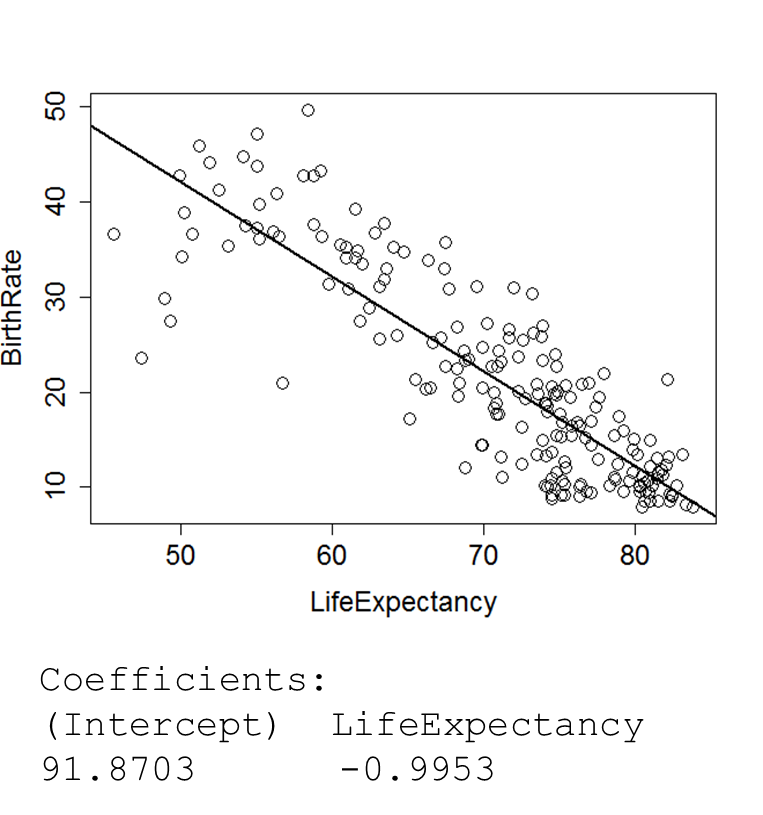 50
40
30
20
10
BirthRate
50 60 70 80
LifeExpectancy
Coefficients:
(Intercept) LifeExpectancy
91.8703 -0.9953